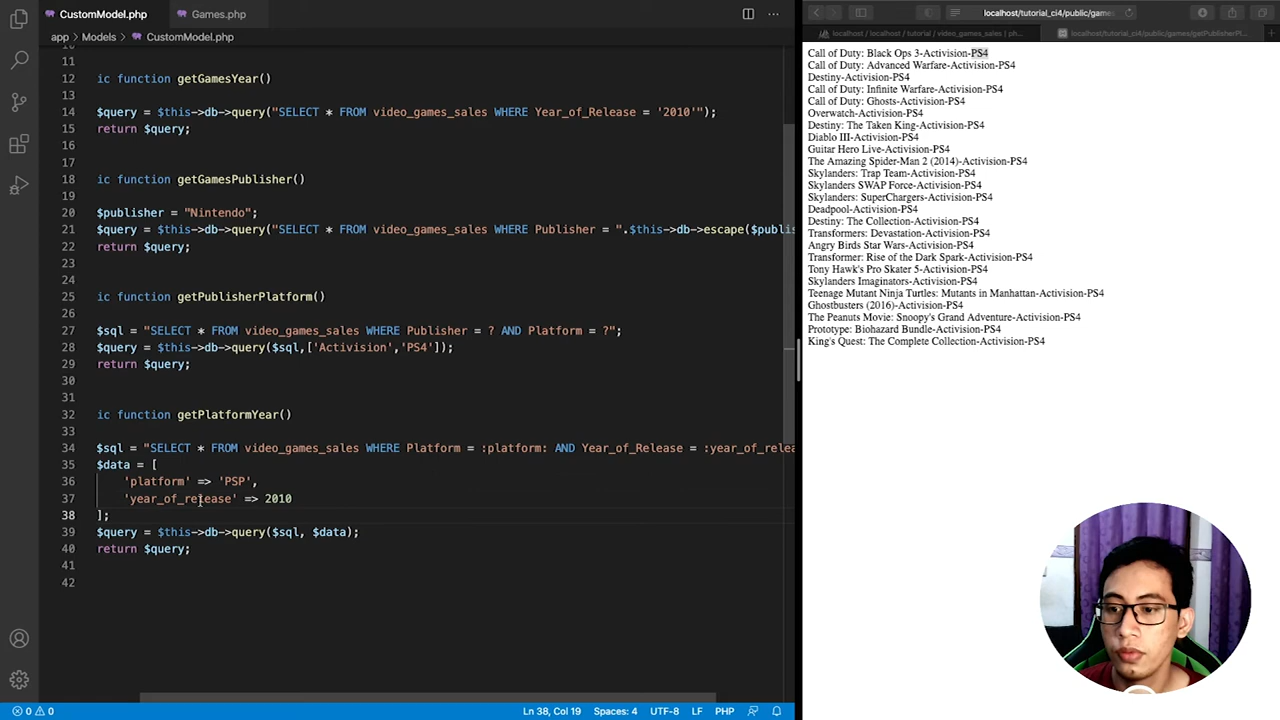 CustomModel.php
Games.php
app > Models > CustomModel.php
11
12 ic function getGamesYear()
13
14 $query = $this->db->query("SELECT * FROM video_games_sales WHERE Year_of_Release = '2010'");
15 return $query;
16
17
18 ic function getGamesPublisher()
19
20 $publisher = "Nintendo";
21 $query = $this->db->query("SELECT * FROM video_games_sales WHERE Publisher = ".$this->db->escape($publis
22 return $query;
23
24
25 ic function getPublisherPlatform()
26
27 $sql = "SELECT * FROM video_games_sales WHERE Publisher = ? AND Platform = ?";
28 $query = $this->db->query($sql,['Activision','PS4']);
29 return $query;
30
31
32 ic function getPlatformYear()
33
34 $sql = "SELECT * FROM video_games_sales WHERE Platform = :platform: AND Year_of_Release = :year_of_relea
35 $data = [
36 'platform' => 'PSP',
37 'year_of_release' => 2010
38 ];
39 $query = $this->db->query($sql, $data);
40 return $query;
41
42
0 0
Ln 38, Col 19
Spaces: 4
UTF-8
LF
PHP
localhost/tutorial_ci4/public/game
localhost / localhost / tutorial / video_games_sales | ph...
localhost/tutorial_ci4/public/games/getPublisherPl...
Call of Duty: Black Ops 3-Activision-PS4
Call of Duty: Advanced Warfare-Activision-PS4
Destiny-Activision-PS4
Call of Duty: Infinite Warfare-Activision-PS4
Call of Duty: Ghosts-Activision-PS4
Overwatch-Activision-PS4
Destiny: The Taken King-Activision-PS4
Diablo III-Activision-PS4
Guitar Hero Live-Activision-PS4
The Amazing Spider-Man 2 (2014)-Activision-PS4
Skylanders: Trap Team-Activision-PS4
Skylanders SWAP Force-Activision-PS4
Skylanders: SuperChargers-Activision-PS4
Deadpool-Activision-PS4
Destiny: The Collection-Activision-PS4
Transformers: Devastation-Activision-PS4
Angry Birds Star Wars-Activision-PS4
Transformer: Rise of the Dark Spark-Activision-PS4
Tony Hawk's Pro Skater 5-Activision-PS4
Skylanders Imaginators-Activision-PS4
Teenage Mutant Ninja Turtles: Mutants in Manhattan-Activision-PS4
Ghostbusters (2016)-Activision-PS4
The Peanuts Movie: Snoopy's Grand Adventure-Activision-PS4
Prototype: Biohazard Bundle-Activision-PS4
King's Quest: The Complete Collection-Activision-PS4